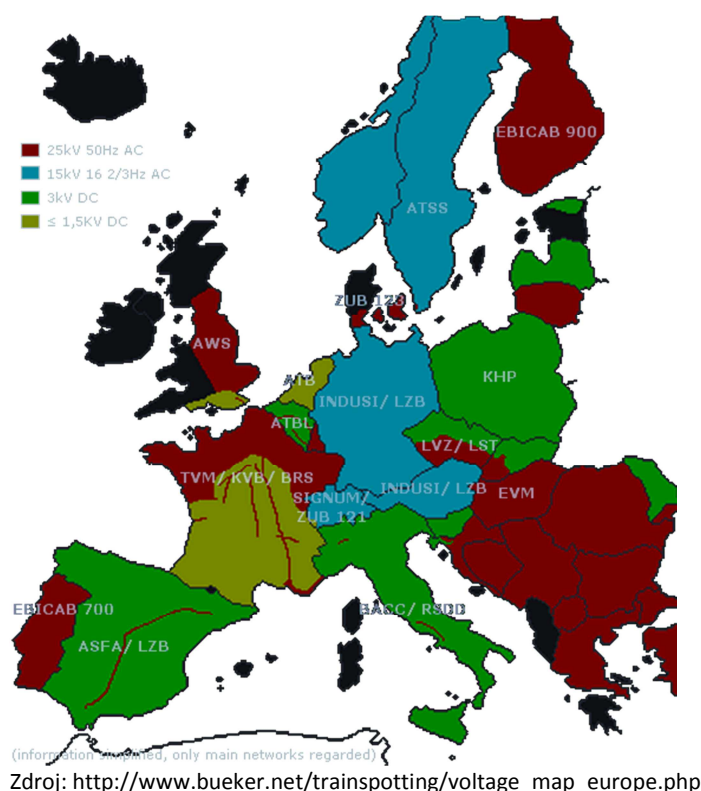 EBICAB 900
25kV 50Hz AC
15kV 16 2/3Hz AC
3kV DC
≤ 1,5KV DC
ATSS
ZUB 123
AWS
ATB
KHP
INDUSI/ LZB
ATBL
LVZ/ LST
TVM/ KVB/ BRS
INDUSI/ LZB
EVM
SIGNUM/
ZUB 121
EBICAB 700
BACC/ RSDD
ASFA/ LZB
(information simplified, only main networks regarded)
Zdroj: http://www.bueker.net/trainspotting/voltage_map_europe.php